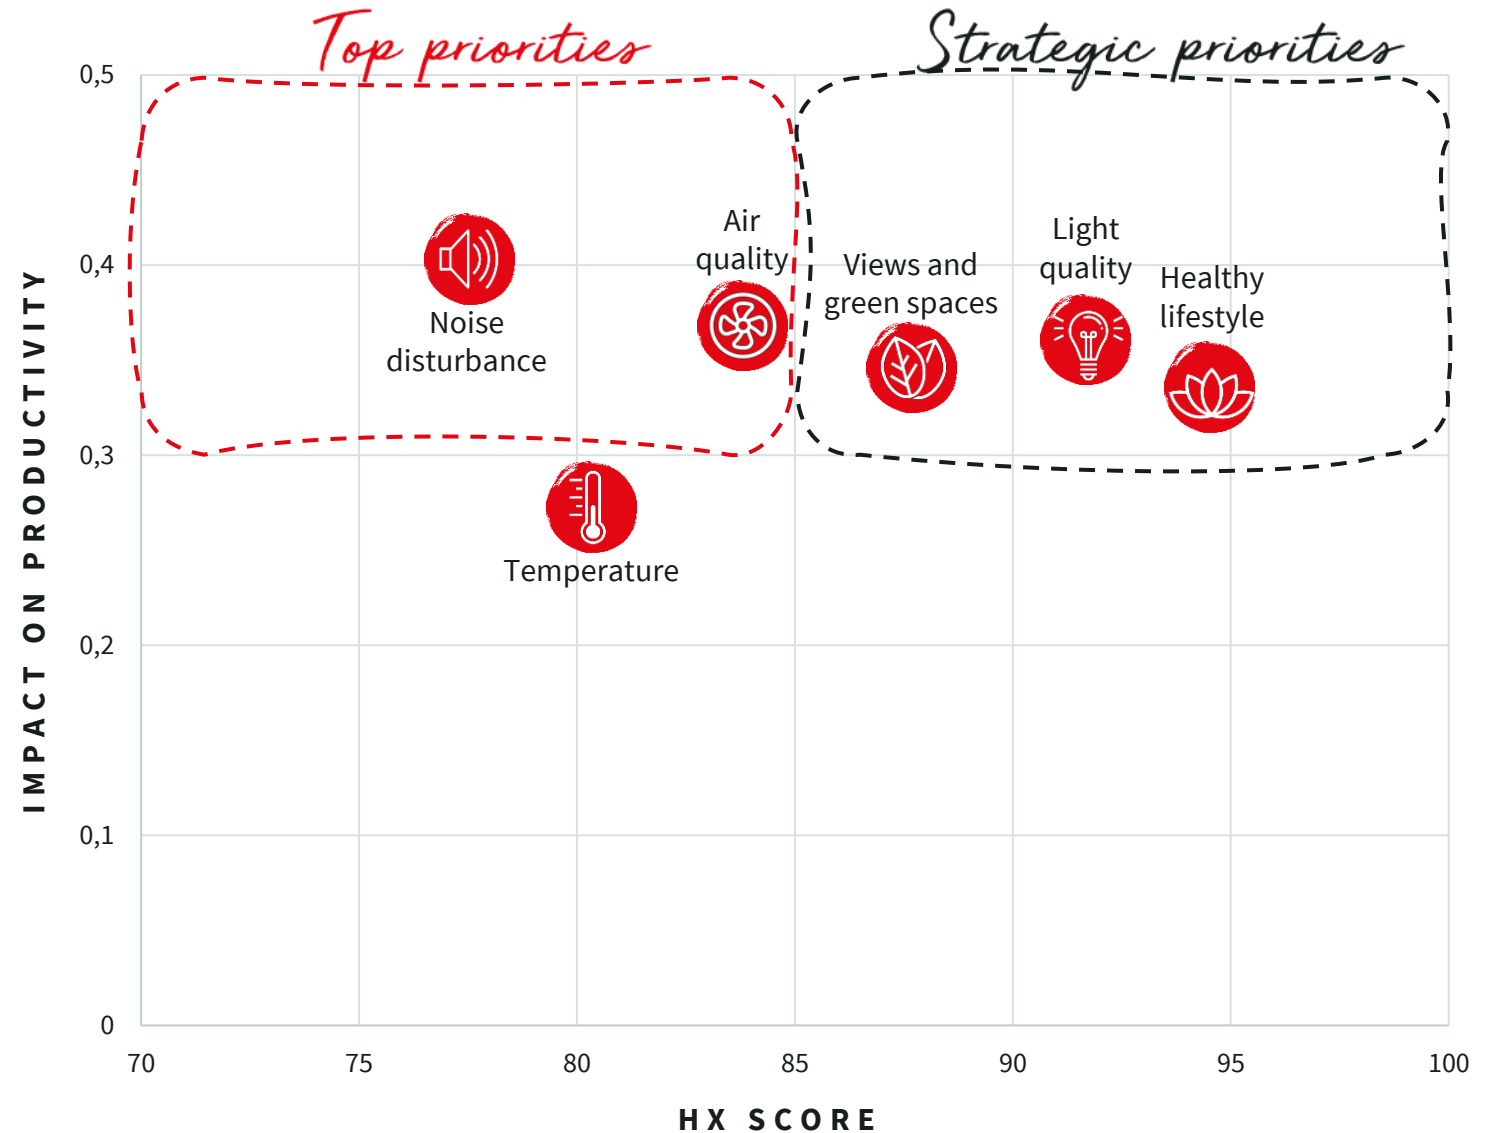 Top priorities
Strategic priorities
0,5
0,4
0,3
0,2
0,1
0
IMPACT ON PRODUCTIVITY
Noise
disturbance
Air
quality
Views and
green spaces
Light
quality
Healthy
lifestyle
Temperature
70
75
80
85
90
95
100
HX SCORE